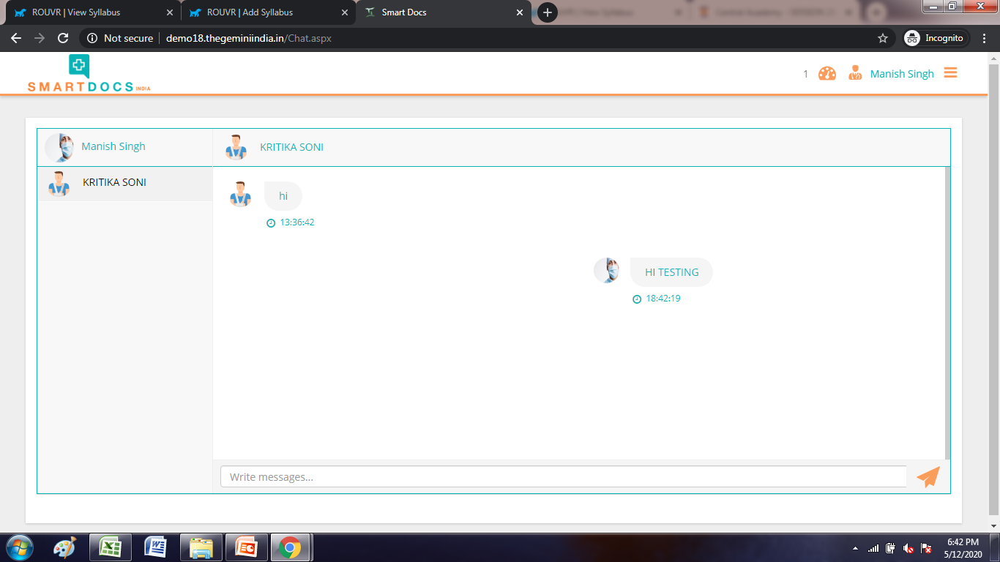 ROUVR | View Syllabus
ROUVR | Add Syllabus
Smart Docs
Not secure
demo18.thegeminiindia.in/Chat.aspx
Incognito
SMARTDOCS INDIA
1
Manish Singh
Manish Singh
KRITIKA SONI
KRITIKA SONI
hi
13:36:42
HI TESTING
18:42:19
Write messages...
6:42 PM
5/12/2020